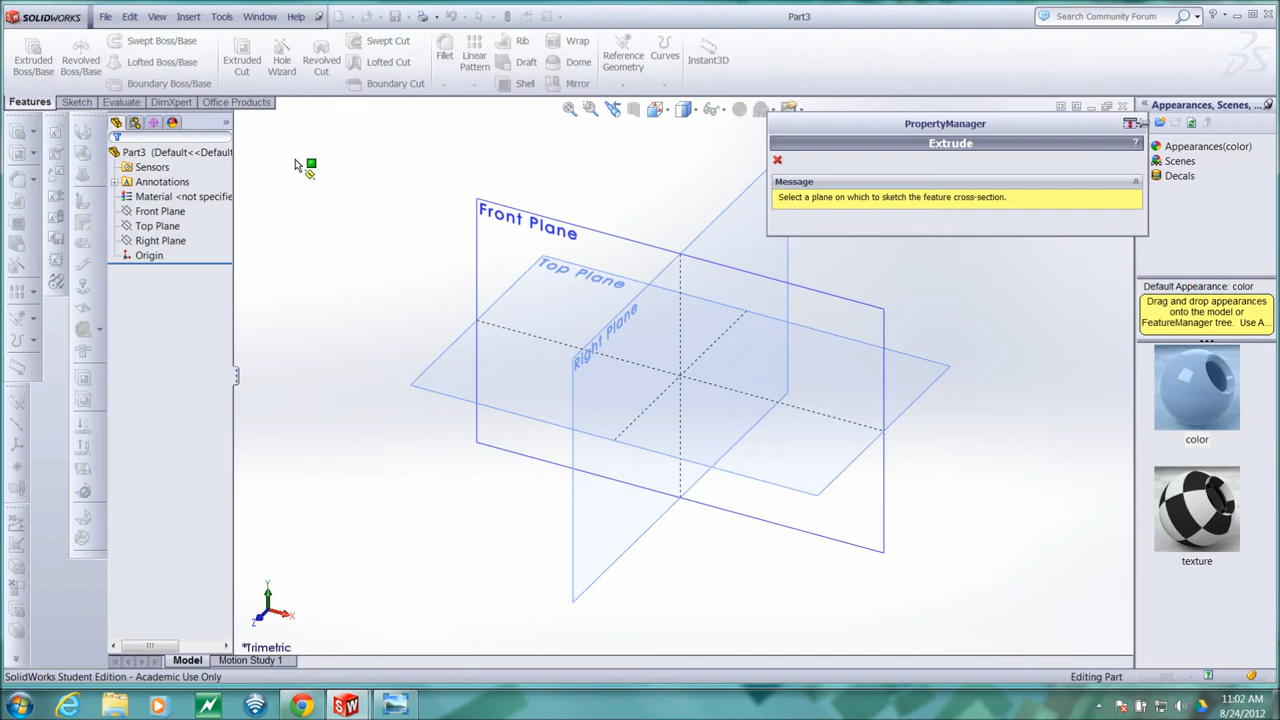 SOLIDWORKS File Edit View Insert Tools Window Help Part3 Search Community Forum ?
Extruded Boss/Base
Revolved Boss/Base
Swept Boss/Base
Lofted Boss/Base
Boundary Boss/Base
Extruded Cut
Hole Wizard
Revolved Cut
Swept Cut
Lofted Cut
Boundary Cut
Fillet
Linear Pattern
Rib
Draft
Shell
Wrap
Dome
Mirror
Reference Geometry
Curves
Instant3D
Features Sketch Evaluate DimXpert Office Products
Part3 (Default<<Default
Sensors
Annotations
Material <not specifie
Front Plane
Top Plane
Right Plane
Origin
Front Plane
Top Plane
Right Plane
PropertyManager
Extrude ?
Message
Select a plane on which to sketch the feature cross-section.
Appearances, Scenes,
Appearances(color)
Scenes
Decals
Default Appearance: color
Drag and drop appearances
onto the model or
FeatureManager tree. Use A...
color
texture
Y
X
Z
*Trimetric
Model Motion Study 1
SolidWorks Student Edition - Academic Use Only Editing Part
11:02 AM
8/24/2012